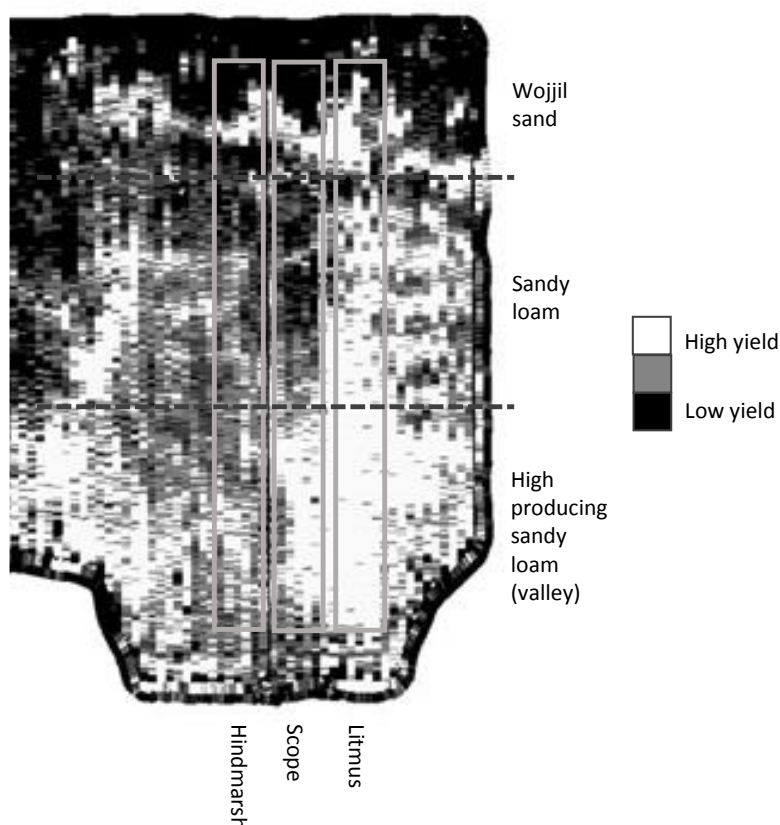 Wojjil
sand
Sandy
loam
High yield
Low yield
High
producing
sandy
loam
(valley)
Hindmarsh
Scope
Litmus